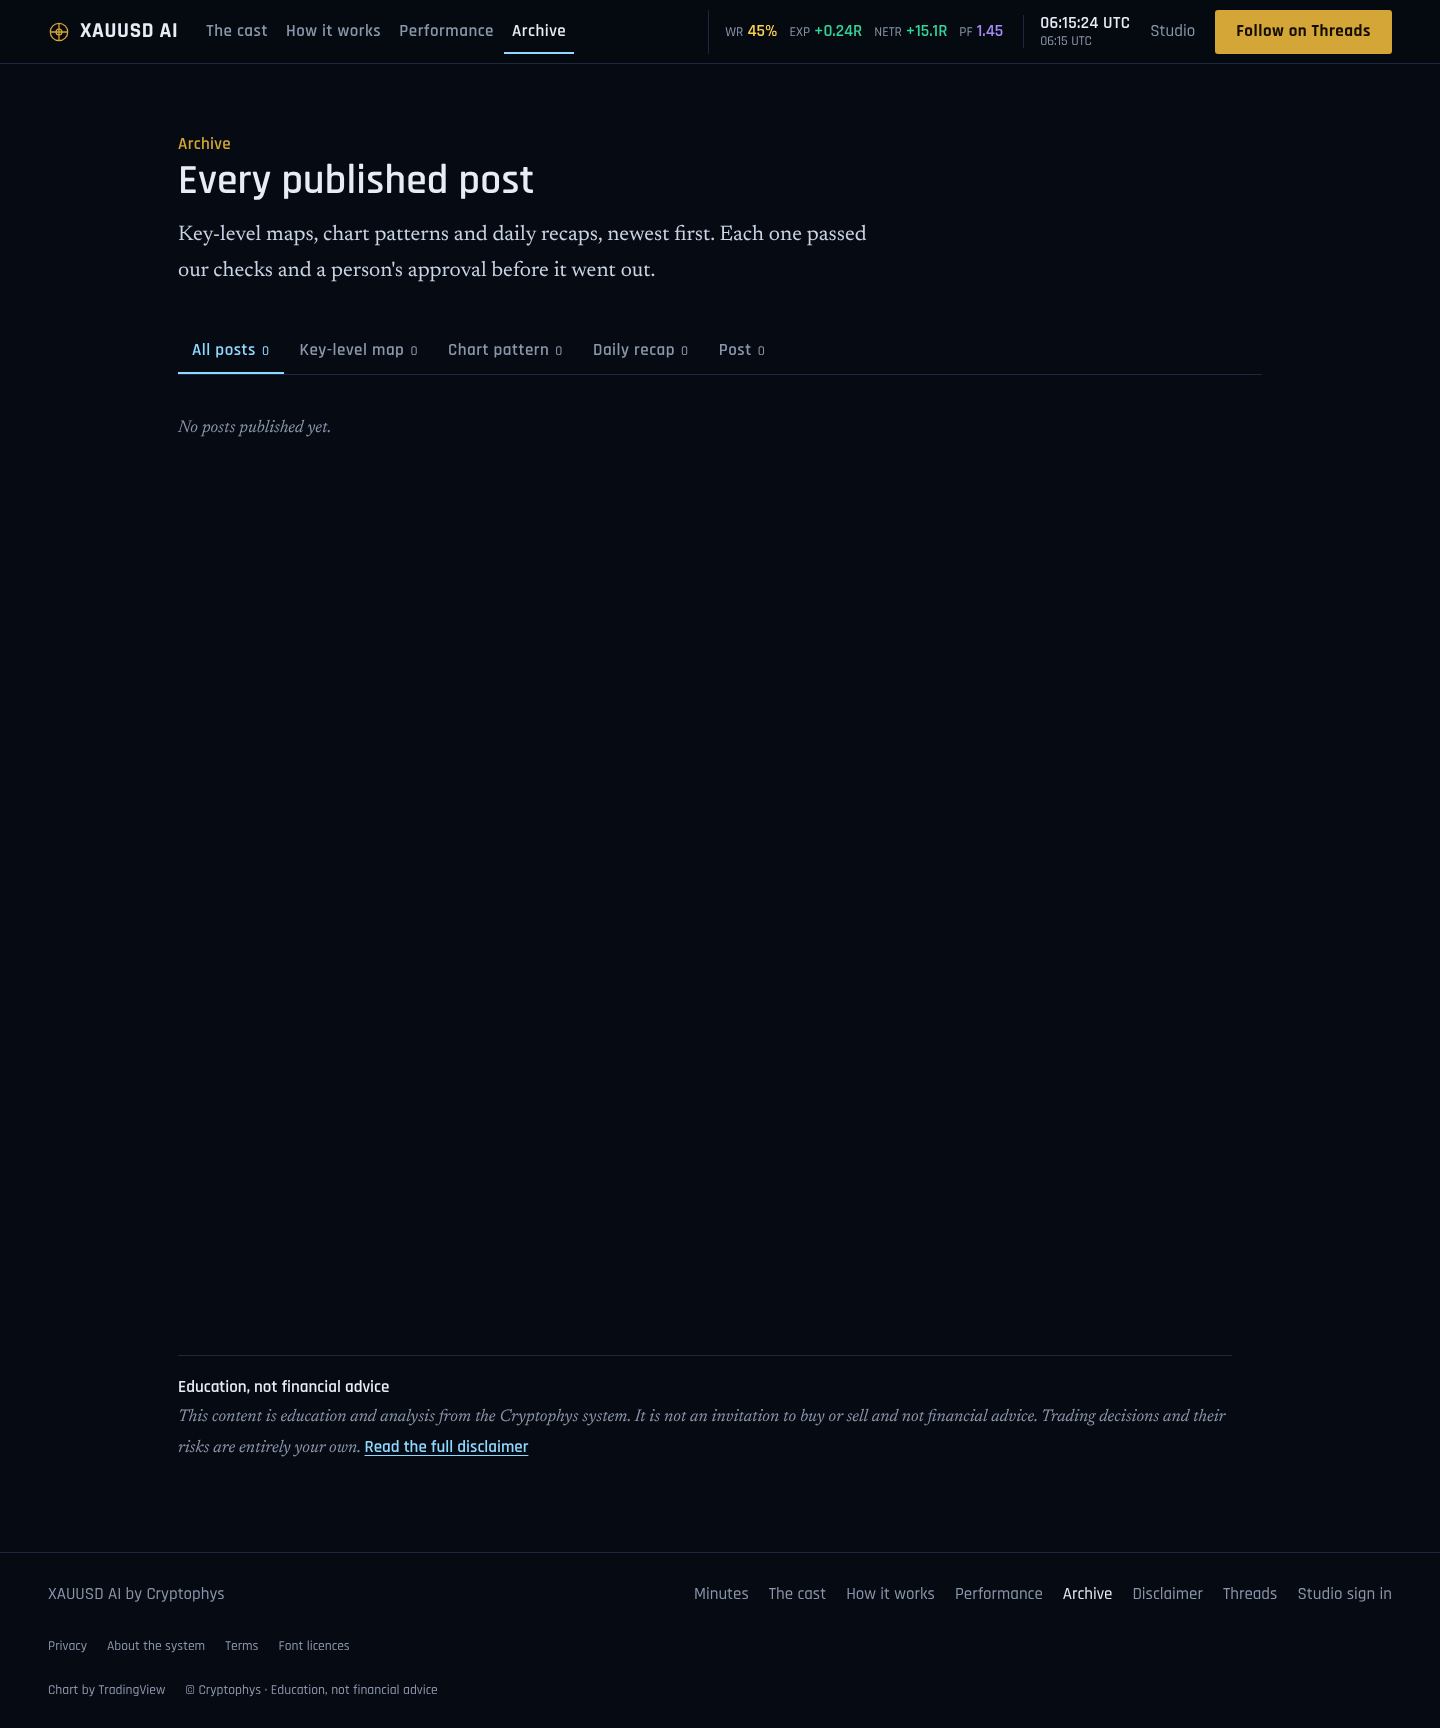 XAUUSD AI
The cast
How it works
Performance
Archive
WR 45% EXP +0.24R NETR +15.1R PF 1.45
06:15:24 UTC
06:15 UTC
Studio
Follow on Threads
Archive
Every published post
Key-level maps, chart patterns and daily recaps, newest first. Each one passed
our checks and a person's approval before it went out.
All posts 0
Key-level map 0
Chart pattern 0
Daily recap 0
Post 0
No posts published yet.
Education, not financial advice
This content is education and analysis from the Cryptophys system. It is not an invitation to buy or sell and not financial advice. Trading decisions and their
risks are entirely your own. Read the full disclaimer
XAUUSD AI by Cryptophys
Minutes
The cast
How it works
Performance
Archive
Disclaimer
Threads
Studio sign in
Privacy
About the system
Terms
Font licences
Chart by TradingView
© Cryptophys · Education, not financial advice